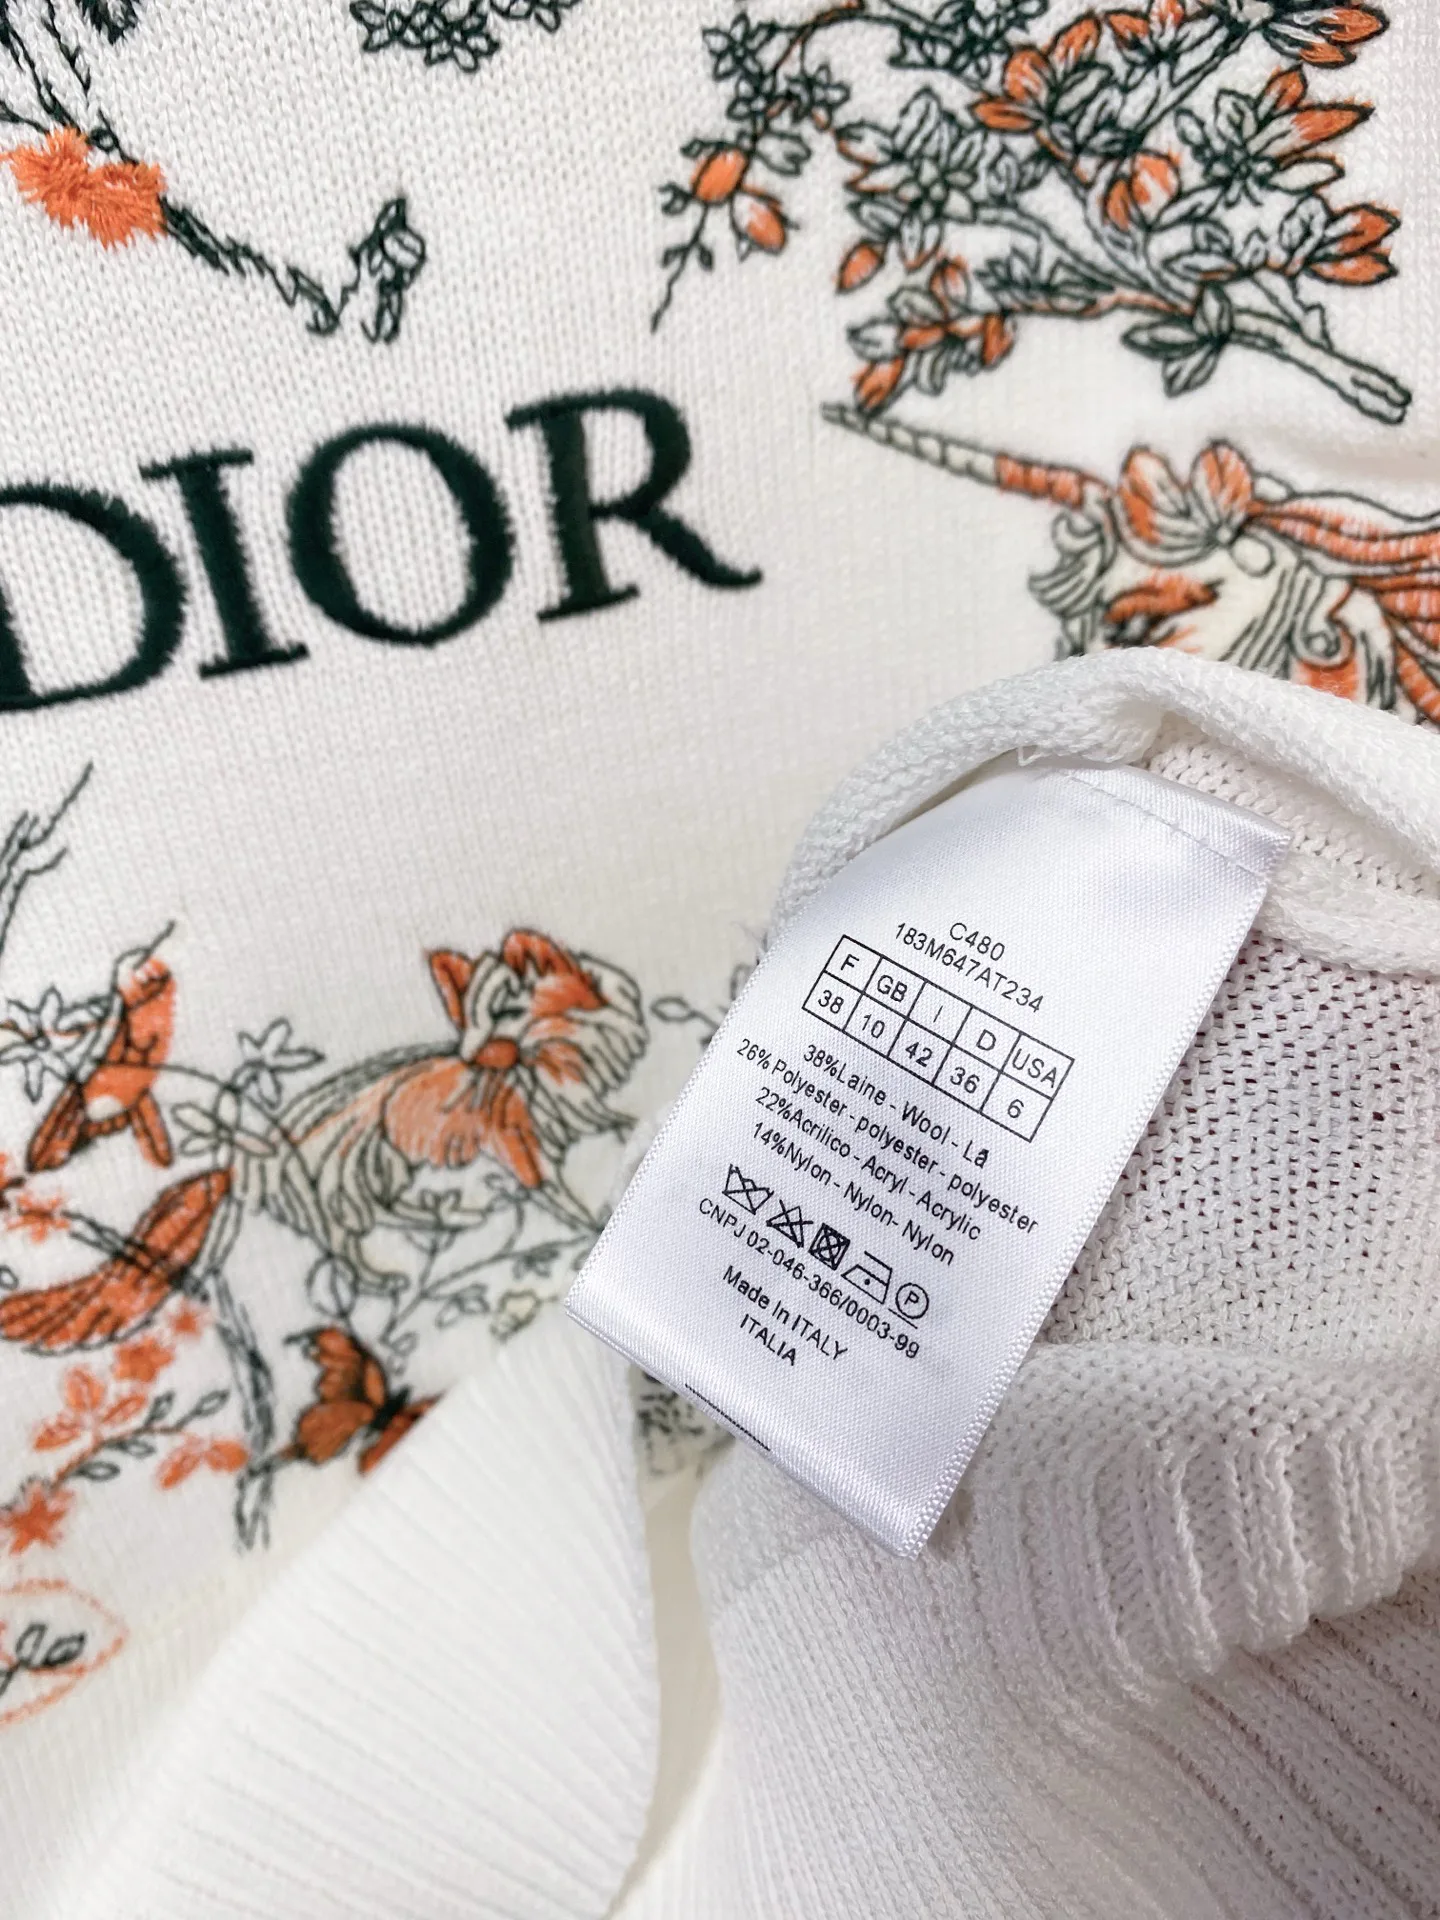 DIOR
C480
183M647AT234
F GB I D USA
38 10 42 36 6
38%Laine - Wool - La
26% Polyester - polyester - polyester
22%Acrilico - Acryl - Acrylic
14%Nylon - Nylon- Nylon
P
CNPJ 02-046-366/0003-99
Made In ITALY
ITALIA